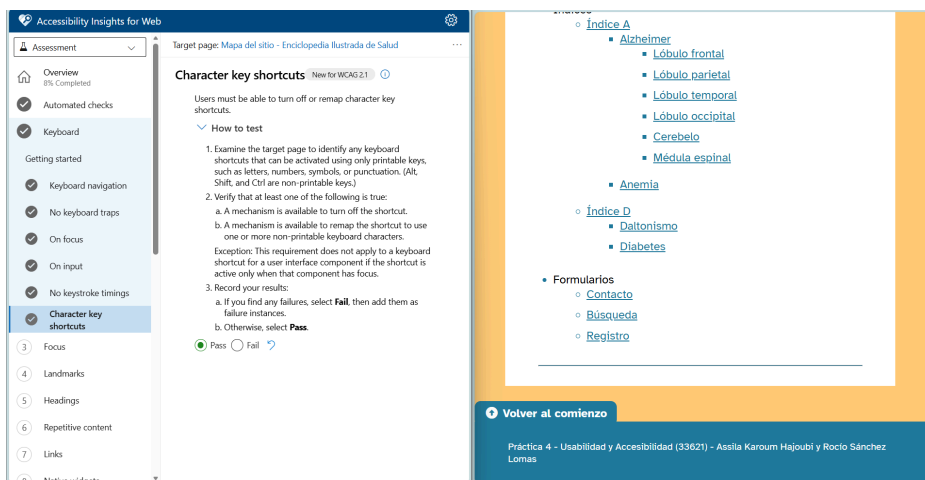 Accessibility Insights for Web
Assessment
Overview
8% Completed
Automated checks
Keyboard
Getting started
Keyboard navigation
No keyboard traps
On focus
On input
No keystroke timings
Character key
shortcuts
3 Focus
4 Landmarks
5 Headings
6 Repetitive content
7 Links
Target page: Mapa del sitio - Enciclopedia Ilustrada de Salud
Character key shortcuts New for WCAG 2.1
Users must be able to turn off or remap character key
shortcuts.
How to test
1. Examine the target page to identify any keyboard
shortcuts that can be activated using only printable keys,
such as letters, numbers, symbols, or punctuation. (Alt,
Shift, and Ctrl are non-printable keys.)
2. Verify that at least one of the following is true:
a. A mechanism is available to turn off the shortcut.
b. A mechanism is available to remap the shortcut to use
one or more non-printable keyboard characters.
Exception: This requirement does not apply to a keyboard
shortcut for a user interface component if the shortcut is
active only when that component has focus.
3. Record your results:
a. If you find any failures, select Fail, then add them as
failure instances.
b. Otherwise, select Pass.
Pass Fail
Índice A
Alzheimer
Lóbulo frontal
Lóbulo parietal
Lóbulo temporal
Lóbulo occipital
Cerebelo
Médula espinal
Anemia
Índice D
Daltonismo
Diabetes
Formularios
Contacto
Búsqueda
Registro
Volver al comienzo
Práctica 4 - Usabilidad y Accesibilidad (33621) - Assila Karoum Hajoubi y Rocío Sánchez
Lomas